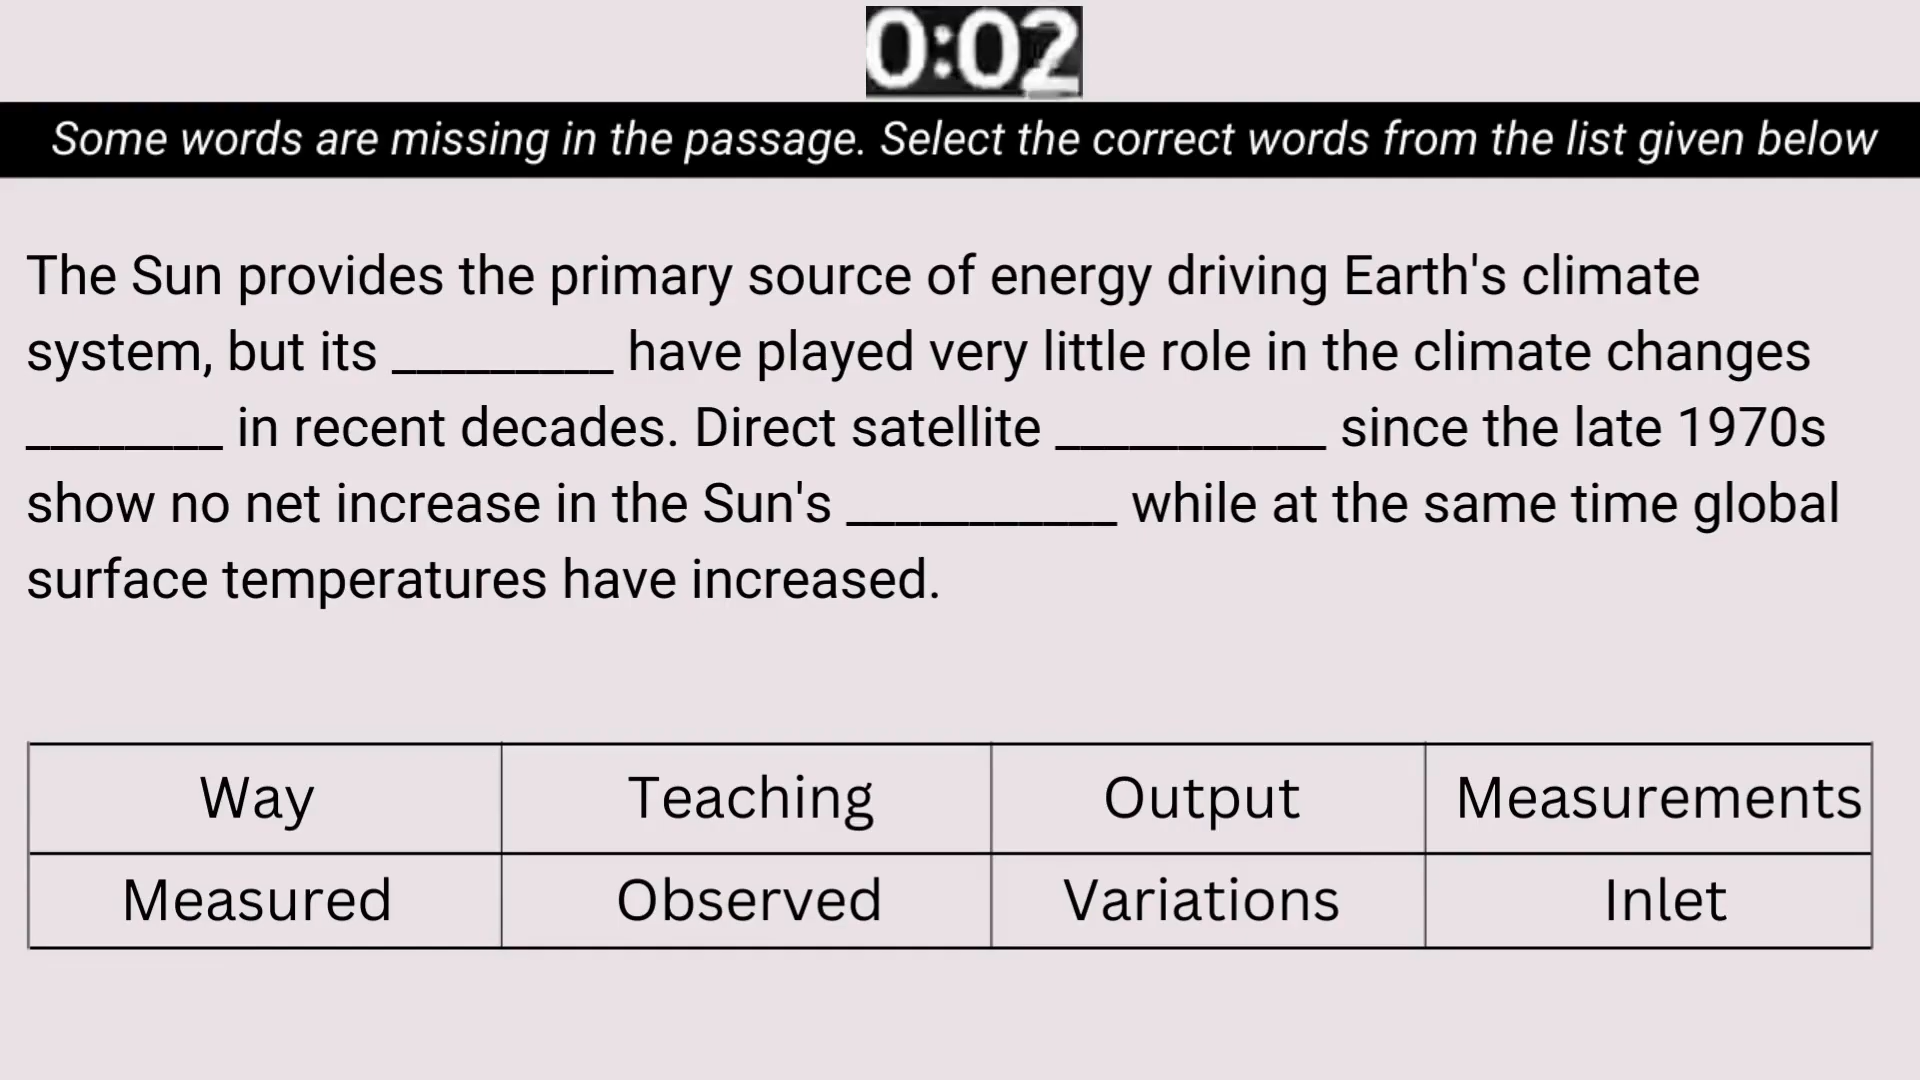 0:02
Some words are missing in the passage. Select the correct words from the list given below
The Sun provides the primary source of energy driving Earth's climate
system, but its _________ have played very little role in the climate changes
________ in recent decades. Direct satellite ___________ since the late 1970s
show no net increase in the Sun's ___________ while at the same time global
surface temperatures have increased.
Way Teaching Output Measurements
Measured Observed Variations Inlet